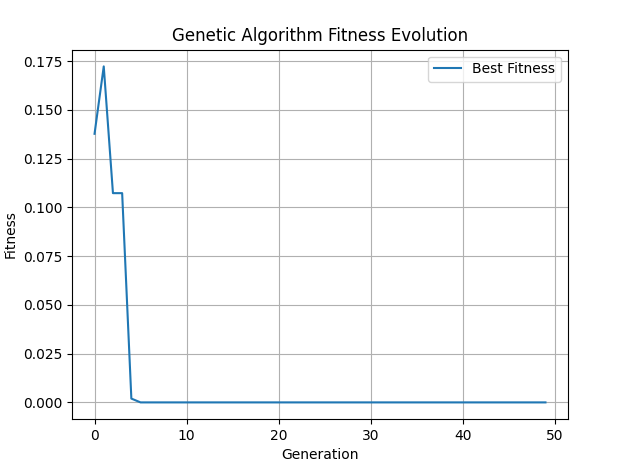 Genetic Algorithm Fitness Evolution
Best Fitness
0.175
0.150
0.125
0.100
0.075
0.050
0.025
0.000
Fitness
0 10 20 30 40 50
Generation